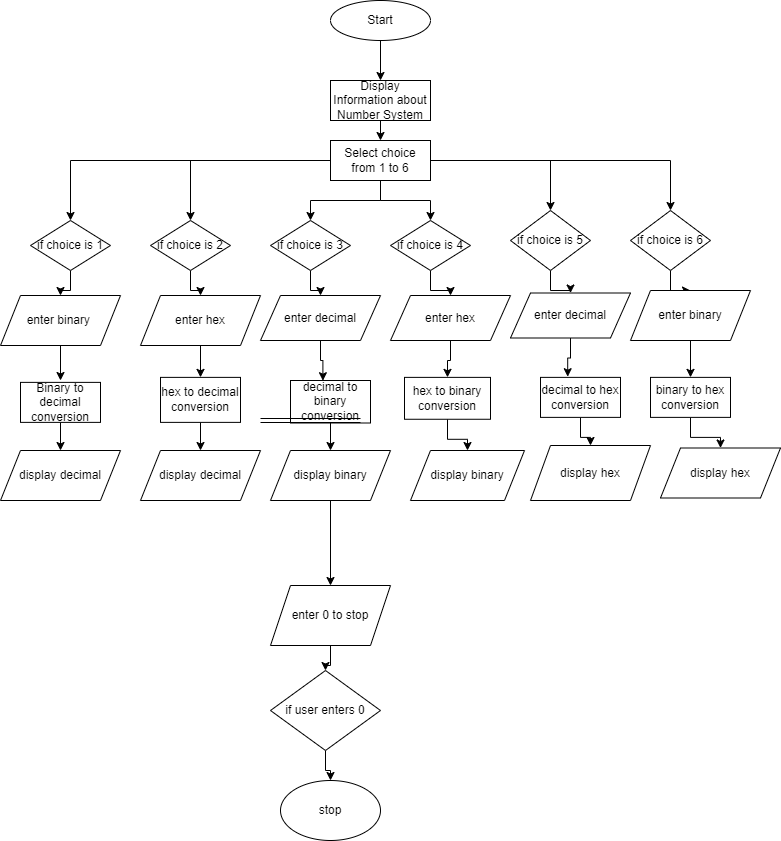 Start
Display
Information about
Number System
Select choice
from 1 to 6
if choice is 1
if choice is 2
if choice is 3
if choice is 4
if choice is 5
if choice is 6
enter binary
enter hex
enter decimal
enter hex
enter decimal
enter binary
Binary to
decimal
conversion
hex to decimal
conversion
decimal to
binary
conversion
hex to binary
conversion
decimal to hex
conversion
binary to hex
conversion
display decimal
display decimal
display binary
display binary
display hex
display hex
enter 0 to stop
if user enters 0
stop